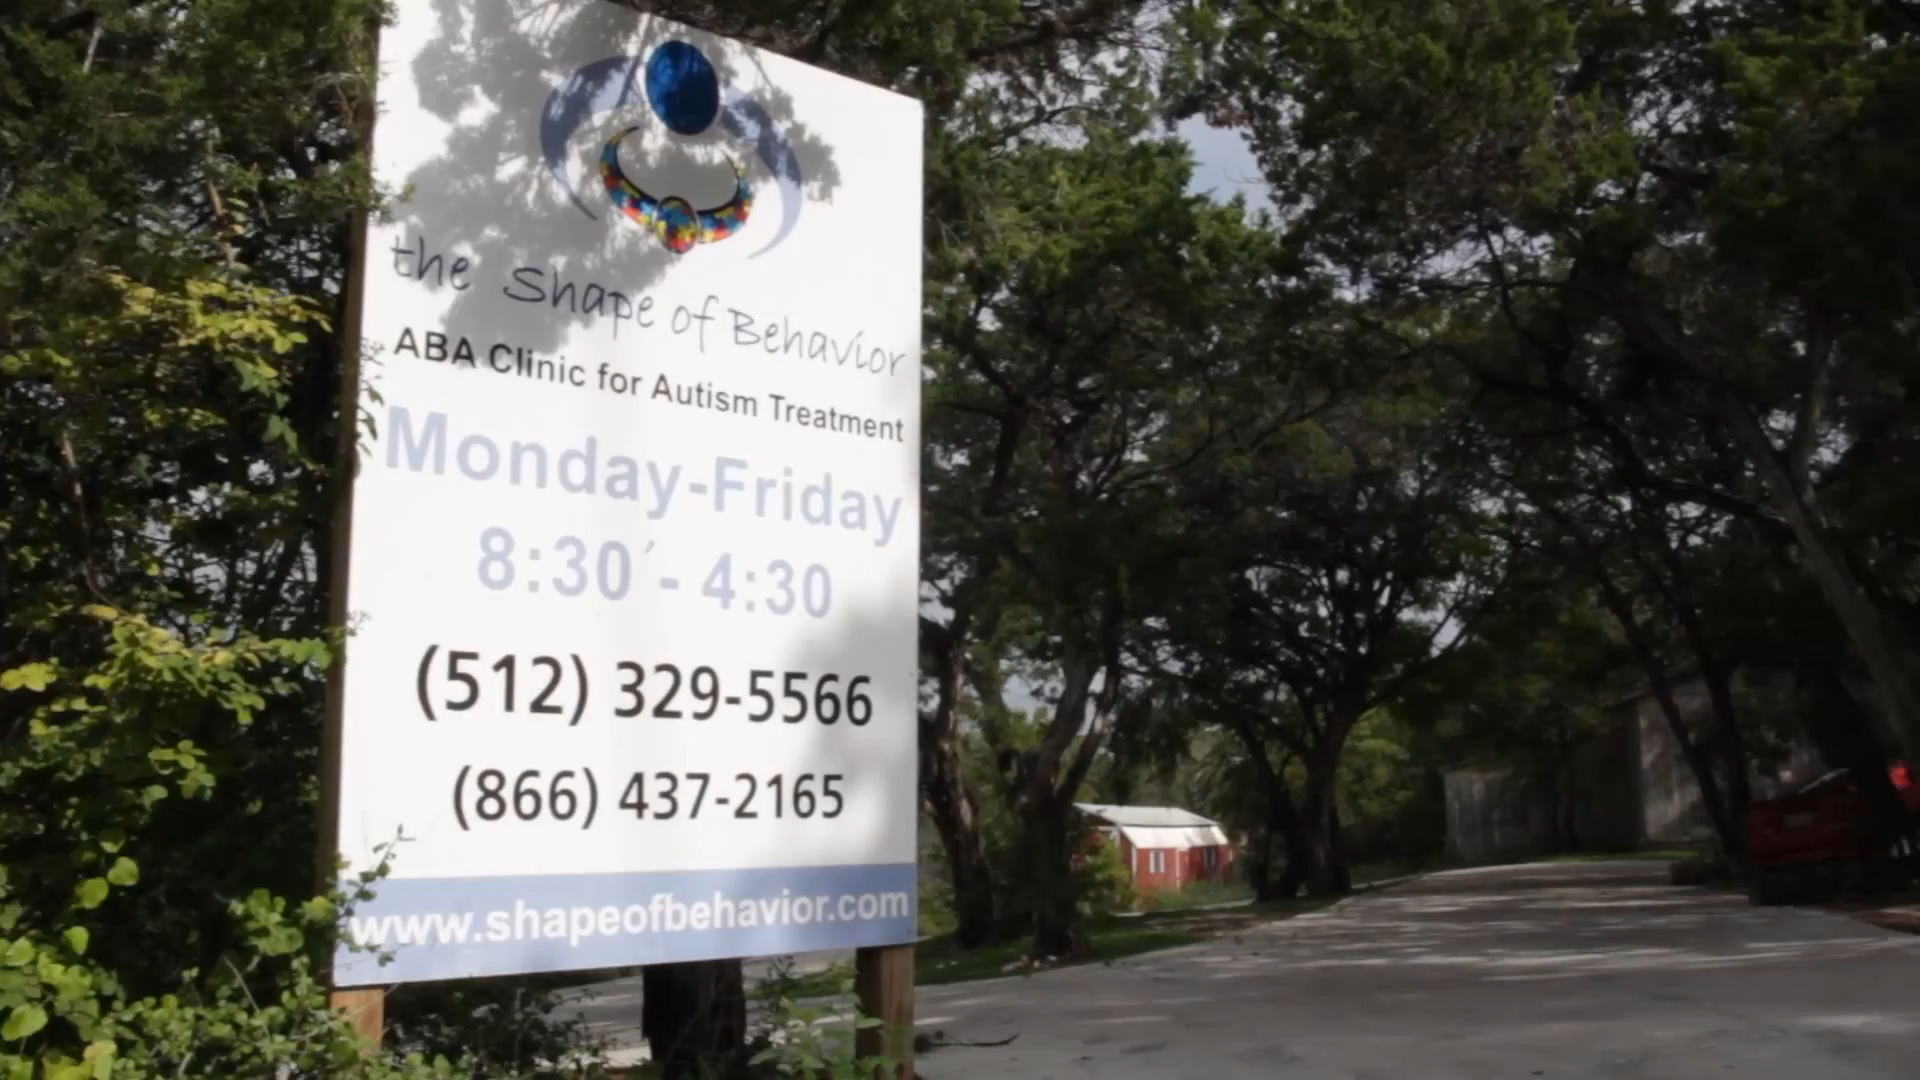 the Shape of Behavior
ABA Clinic for Autism Treatment
Monday-Friday
8:30 - 4:30
(512) 329-5566
(866) 437-2165
www.shapeofbehavior.com